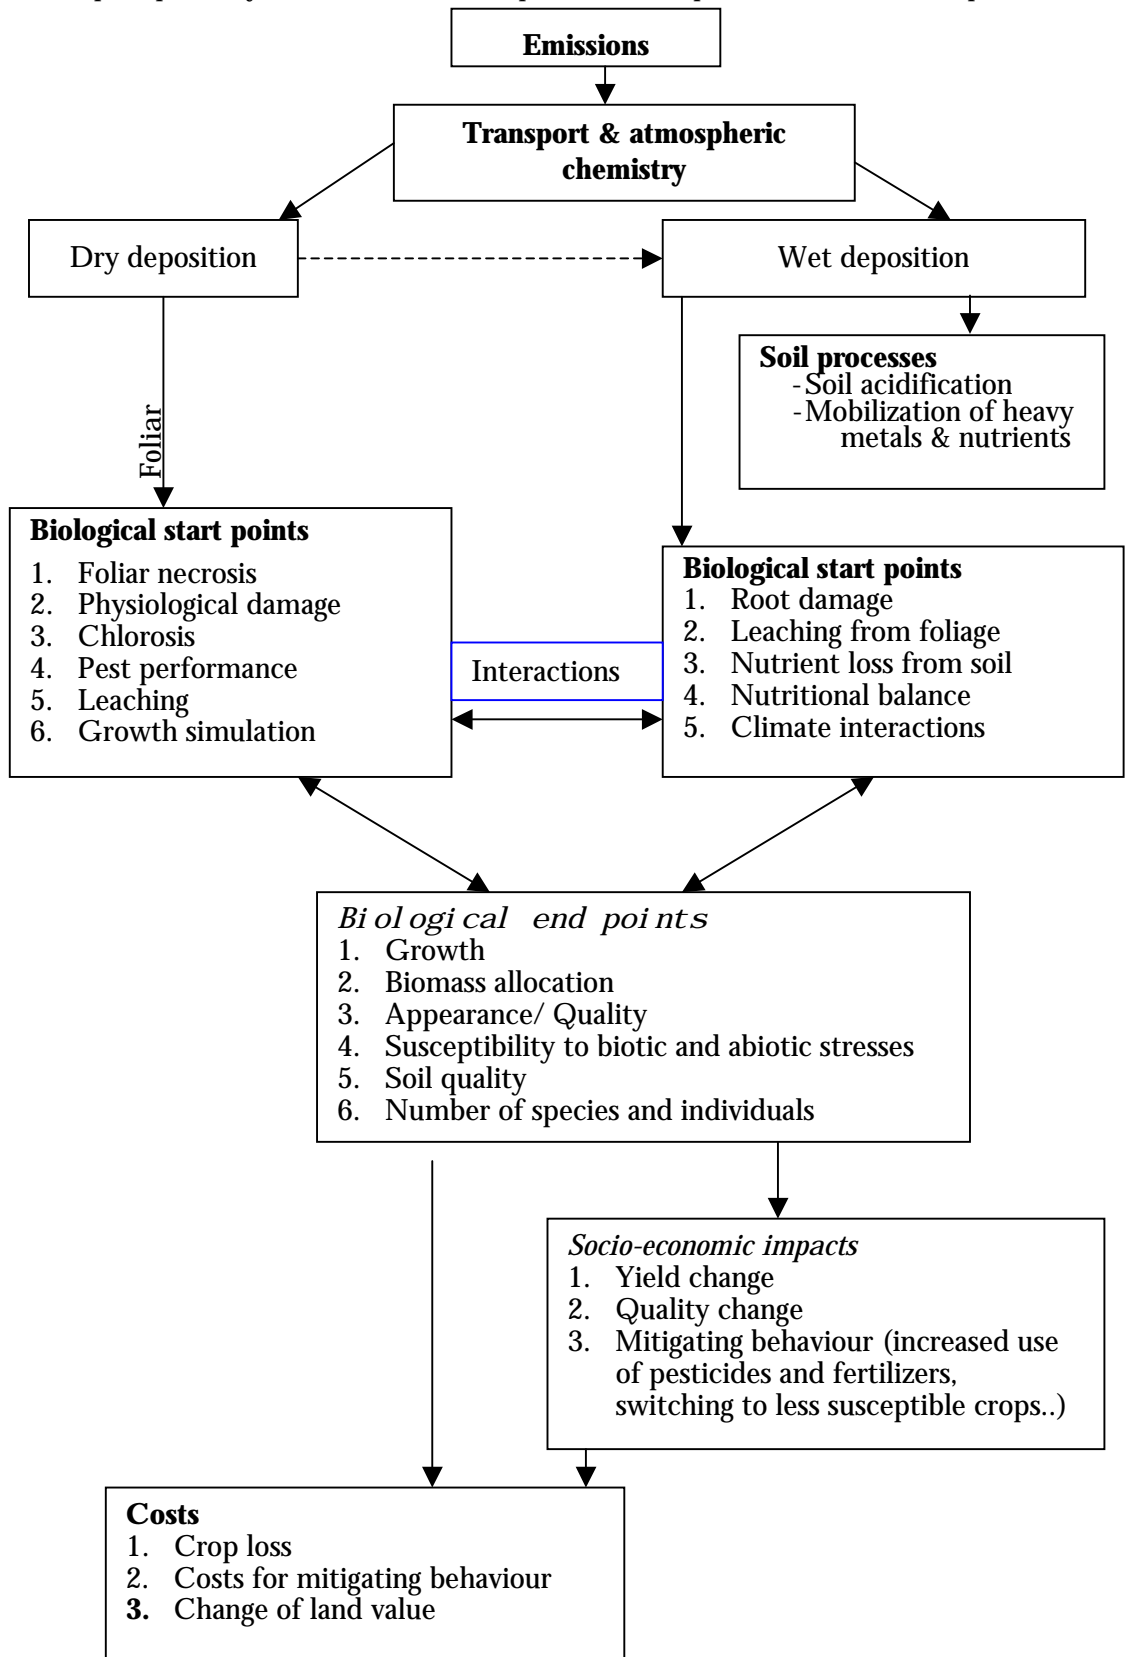 Emissions
Transport & atmospheric
chemistry
Dry deposition
Wet deposition
Soil processes
-Soil acidification
-Mobilization of heavy
metals & nutrients
Foliar
Biological start points
1. Foliar necrosis
2. Physiological damage
3. Chlorosis
4. Pest performance
5. Leaching
6. Growth simulation
Interactions
Biological start points
1. Root damage
2. Leaching from foliage
3. Nutrient loss from soil
4. Nutritional balance
5. Climate interactions
Biological end points
1. Growth
2. Biomass allocation
3. Appearance/ Quality
4. Susceptibility to biotic and abiotic stresses
5. Soil quality
6. Number of species and individuals
Socio-economic impacts
1. Yield change
2. Quality change
3. Mitigating behaviour (increased use
of pesticides and fertilizers,
switching to less susceptible crops..)
Costs
1. Crop loss
2. Costs for mitigating behaviour
3. Change of land value